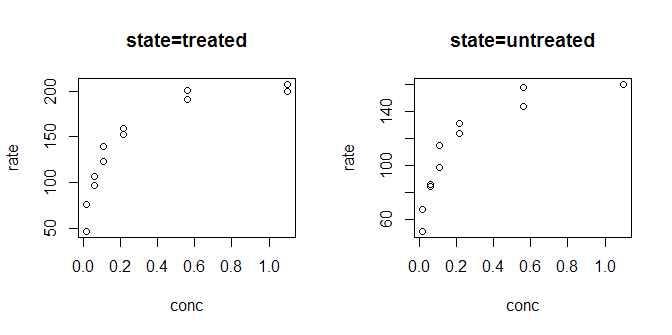 state=treated
rate
50 100 150 200
0.0 0.2 0.4 0.6 0.8 1.0
conc
state=untreated
rate
60 100 140
0.0 0.2 0.4 0.6 0.8 1.0
conc